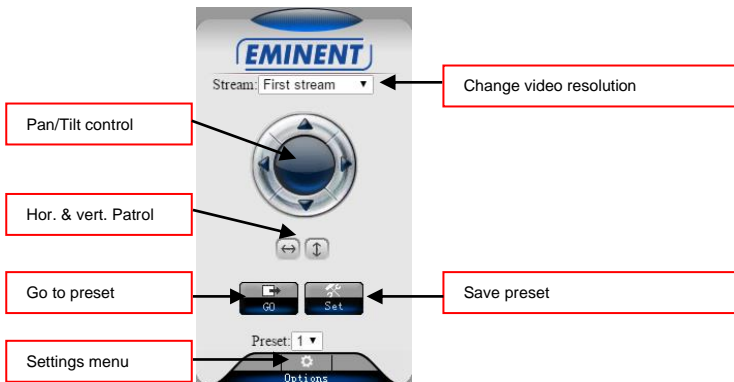 EMINENT
Stream: First stream
Change video resolution
Pan/Tilt control
Hor. & vert. Patrol
Go to preset
GO
Set
Save preset
Preset: 1
Settings menu
Options